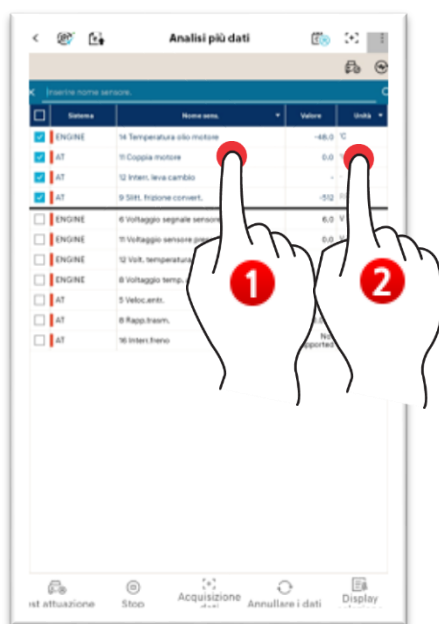 Analisi più dati
Inserire nome sensore.
Sistema Nome sens. Valore Unità
ENGINE 14 Temperatura olio motore -48.0 °C
AT 11 Coppia motore 0.0
AT 12 Interr. leva cambio -
AT 9 Slitt. frizione convert. -512
ENGINE 6 Voltaggio segnale sensore 6.0 V
ENGINE 11 Voltaggio sensore 0.0
ENGINE 12 Volt. temperatura
ENGINE 8 Voltaggio temp.
AT 5 Veloc.entr.
AT 8 Rapp.trasm.
AT 16 Interr.freno
1 2
Stop Acquisizione Annullare i dati Display
attuazione